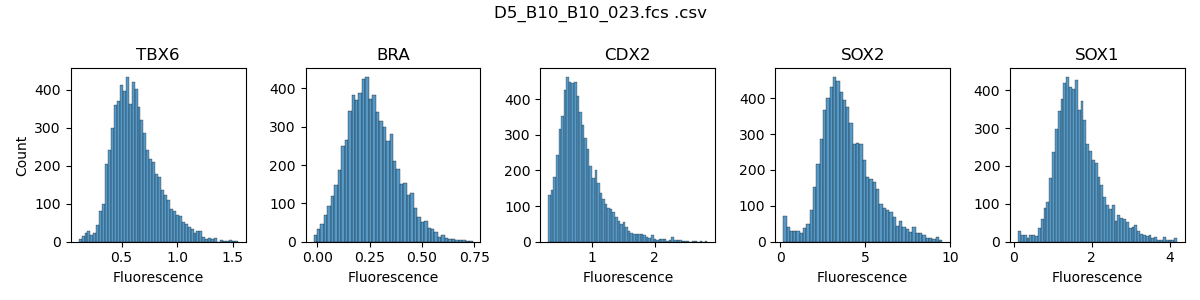 D5_B10_B10_023.fcs .csv
TBX6 BRA CDX2 SOX2 SOX1
Count
400 400 400 400 400
300 300 300 300 300
200 200 200 200 200
100 100 100 100 100
0 0 0 0 0
0.5 1.0 1.5 0.00 0.25 0.50 0.75 1 2 0 5 10 0 2 4
Fluorescence Fluorescence Fluorescence Fluorescence Fluorescence